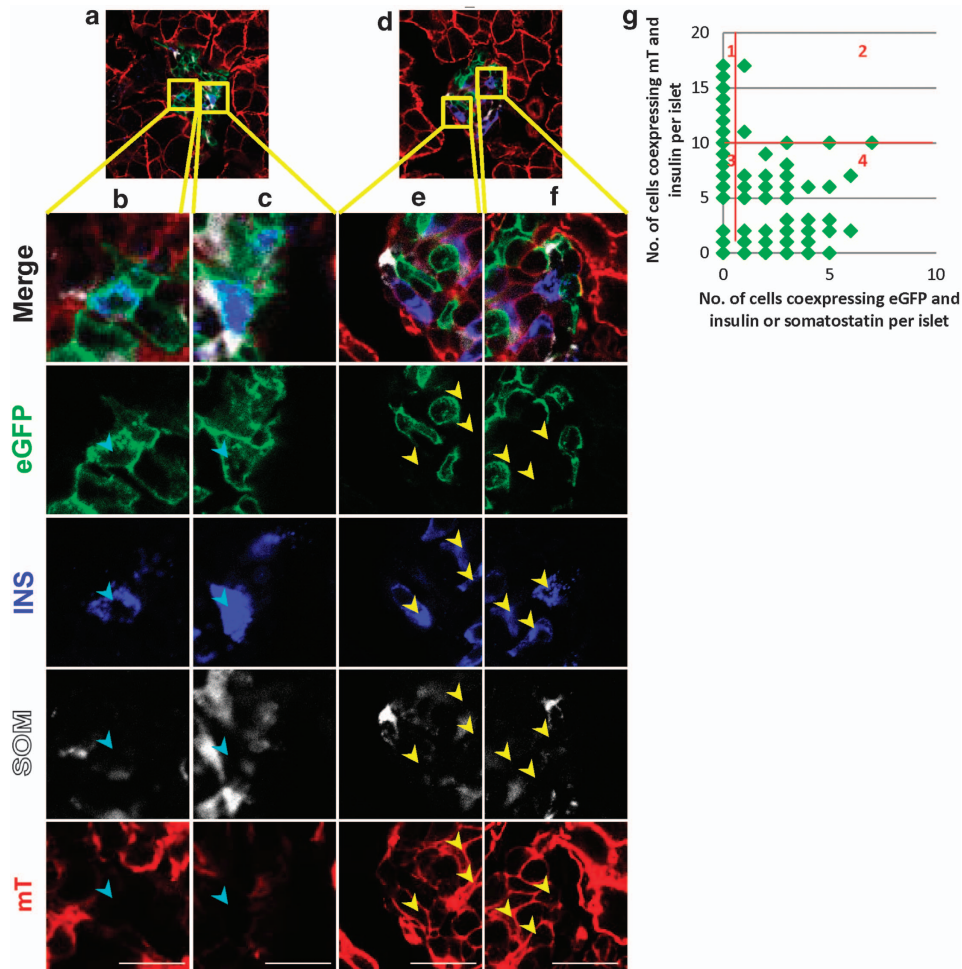 a
d
g
b
c
e
f
Merge
eGFP
INS
SOM
mT
No. of cells coexpressing mT and
insulin per islet
20
15
10
5
0
1
2
3
4
0
5
10
No. of cells coexpressing eGFP and
insulin or somatostatin per islet